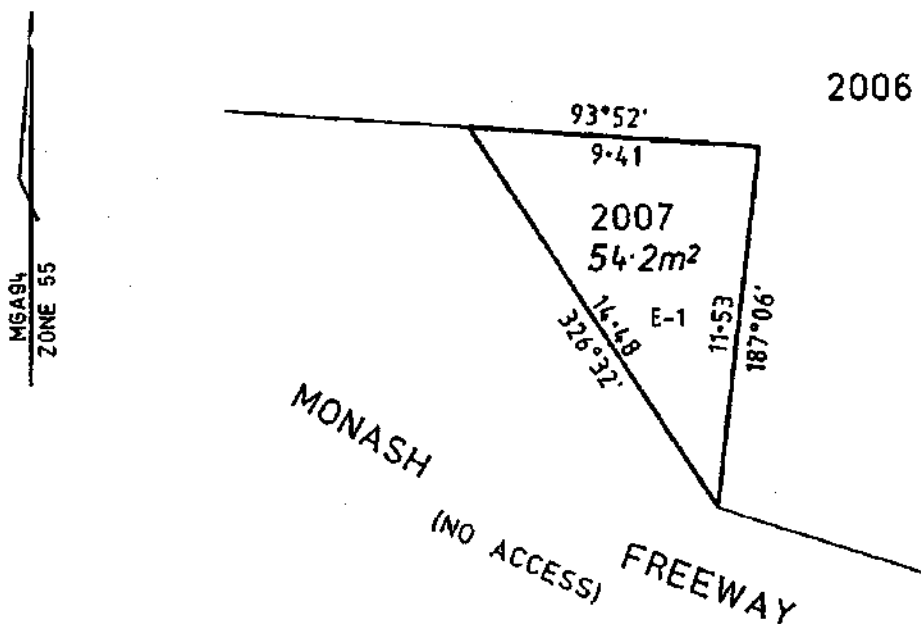 2006
93°52'
9·41
2007
54·2m²
E-1
14·48
326°32'
11·53
187°06'
MGA94
ZONE 55
MONASH
(NO ACCESS)
FREEWAY